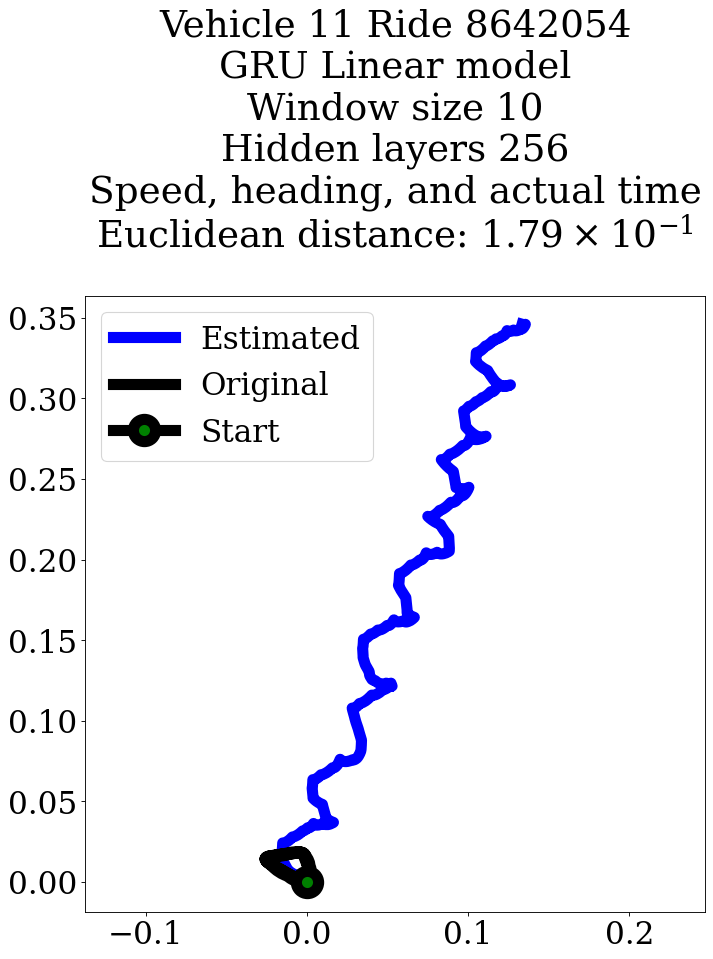 Vehicle 11 Ride 8642054
GRU Linear model
Window size 10
Hidden layers 256
Speed, heading, and actual time
Euclidean distance: 1.79 × 10⁻¹
Estimated
Original
Start
0.35
0.30
0.25
0.20
0.15
0.10
0.05
0.00
−0.1
0.0
0.1
0.2